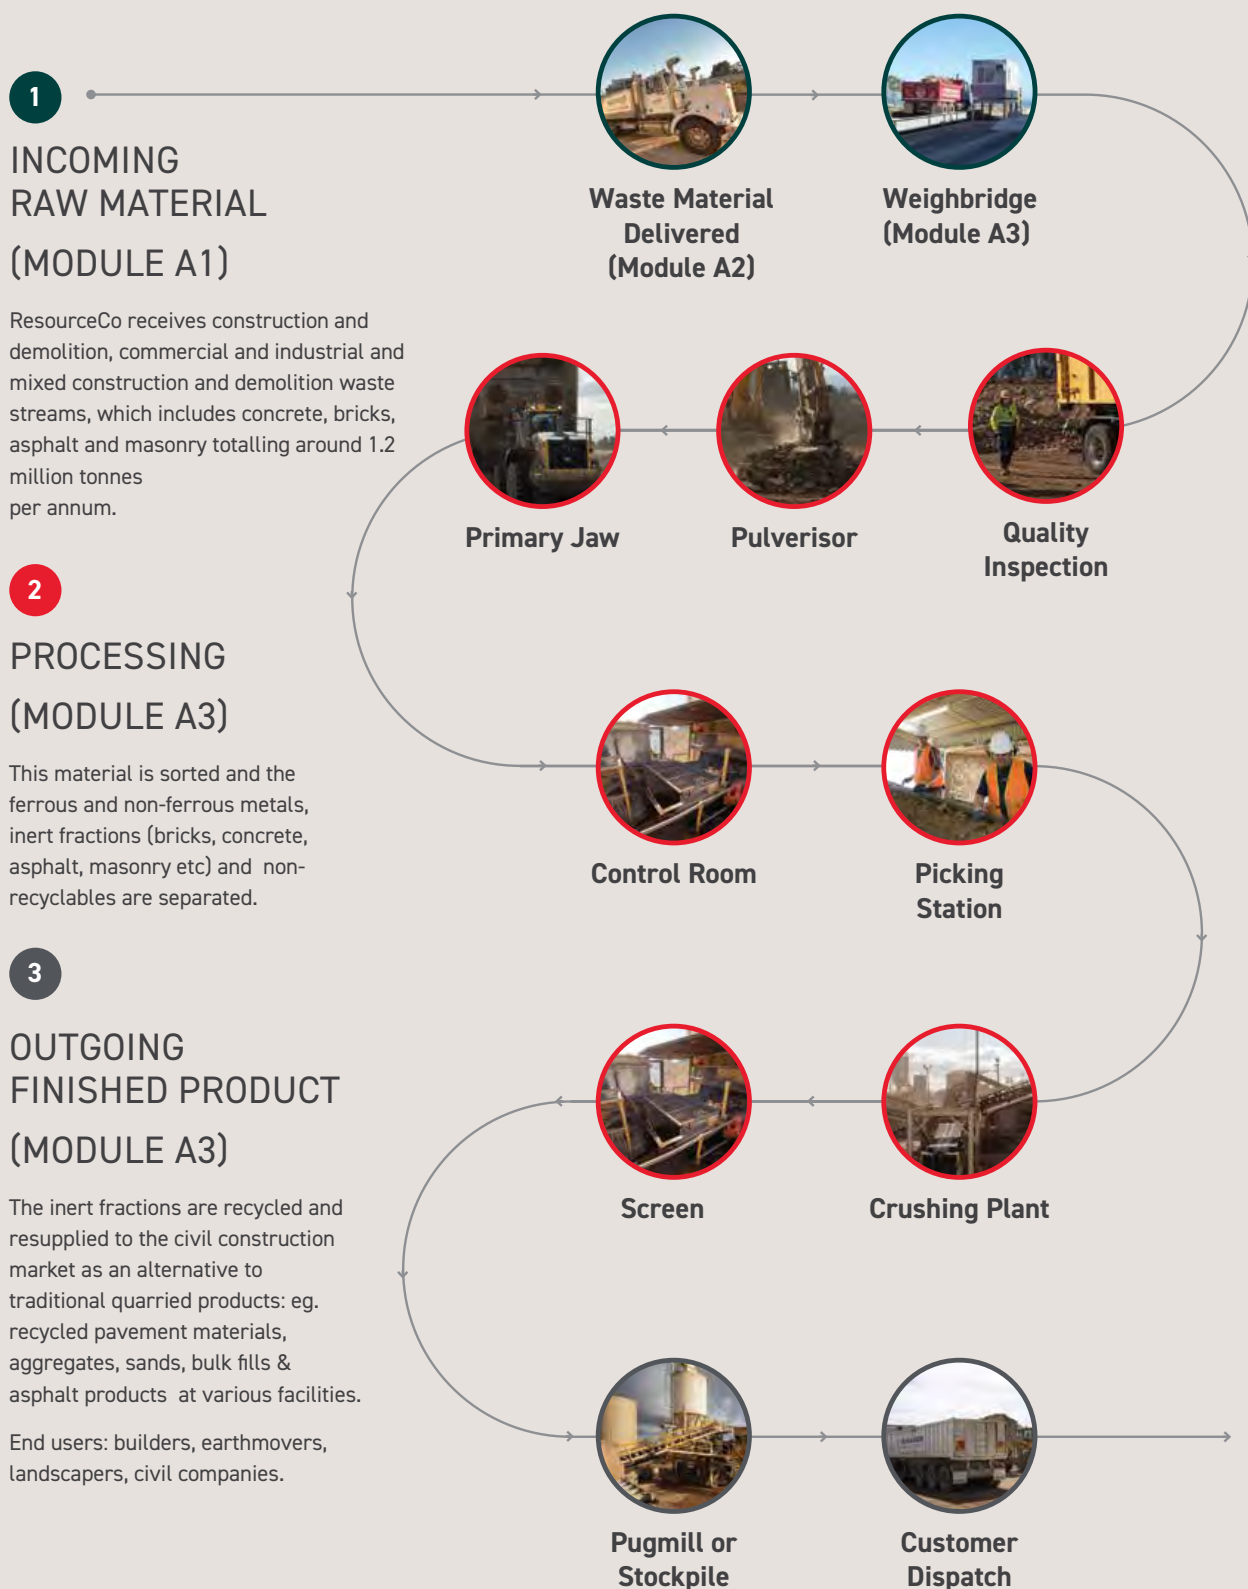 1
INCOMING
RAW MATERIAL
(MODULE A1)
ResourceCo receives construction and
demolition, commercial and industrial and
mixed construction and demolition waste
streams, which includes concrete, bricks,
asphalt and masonry totalling around 1.2
million tonnes
per annum.
Waste Material
Delivered
(Module A2)
Weighbridge
(Module A3)
Quality
Inspection
Pulverisor
Primary Jaw
2
PROCESSING
(MODULE A3)
This material is sorted and the
ferrous and non-ferrous metals,
inert fractions (bricks, concrete,
asphalt, masonry etc) and non-
recyclables are separated.
Control Room
Picking
Station
Crushing Plant
Screen
3
OUTGOING
FINISHED PRODUCT
(MODULE A3)
The inert fractions are recycled and
resupplied to the civil construction
market as an alternative to
traditional quarried products: eg.
recycled pavement materials,
aggregates, sands, bulk fills &
asphalt products at various facilities.
End users: builders, earthmovers,
landscapers, civil companies.
Pugmill or
Stockpile
Customer
Dispatch